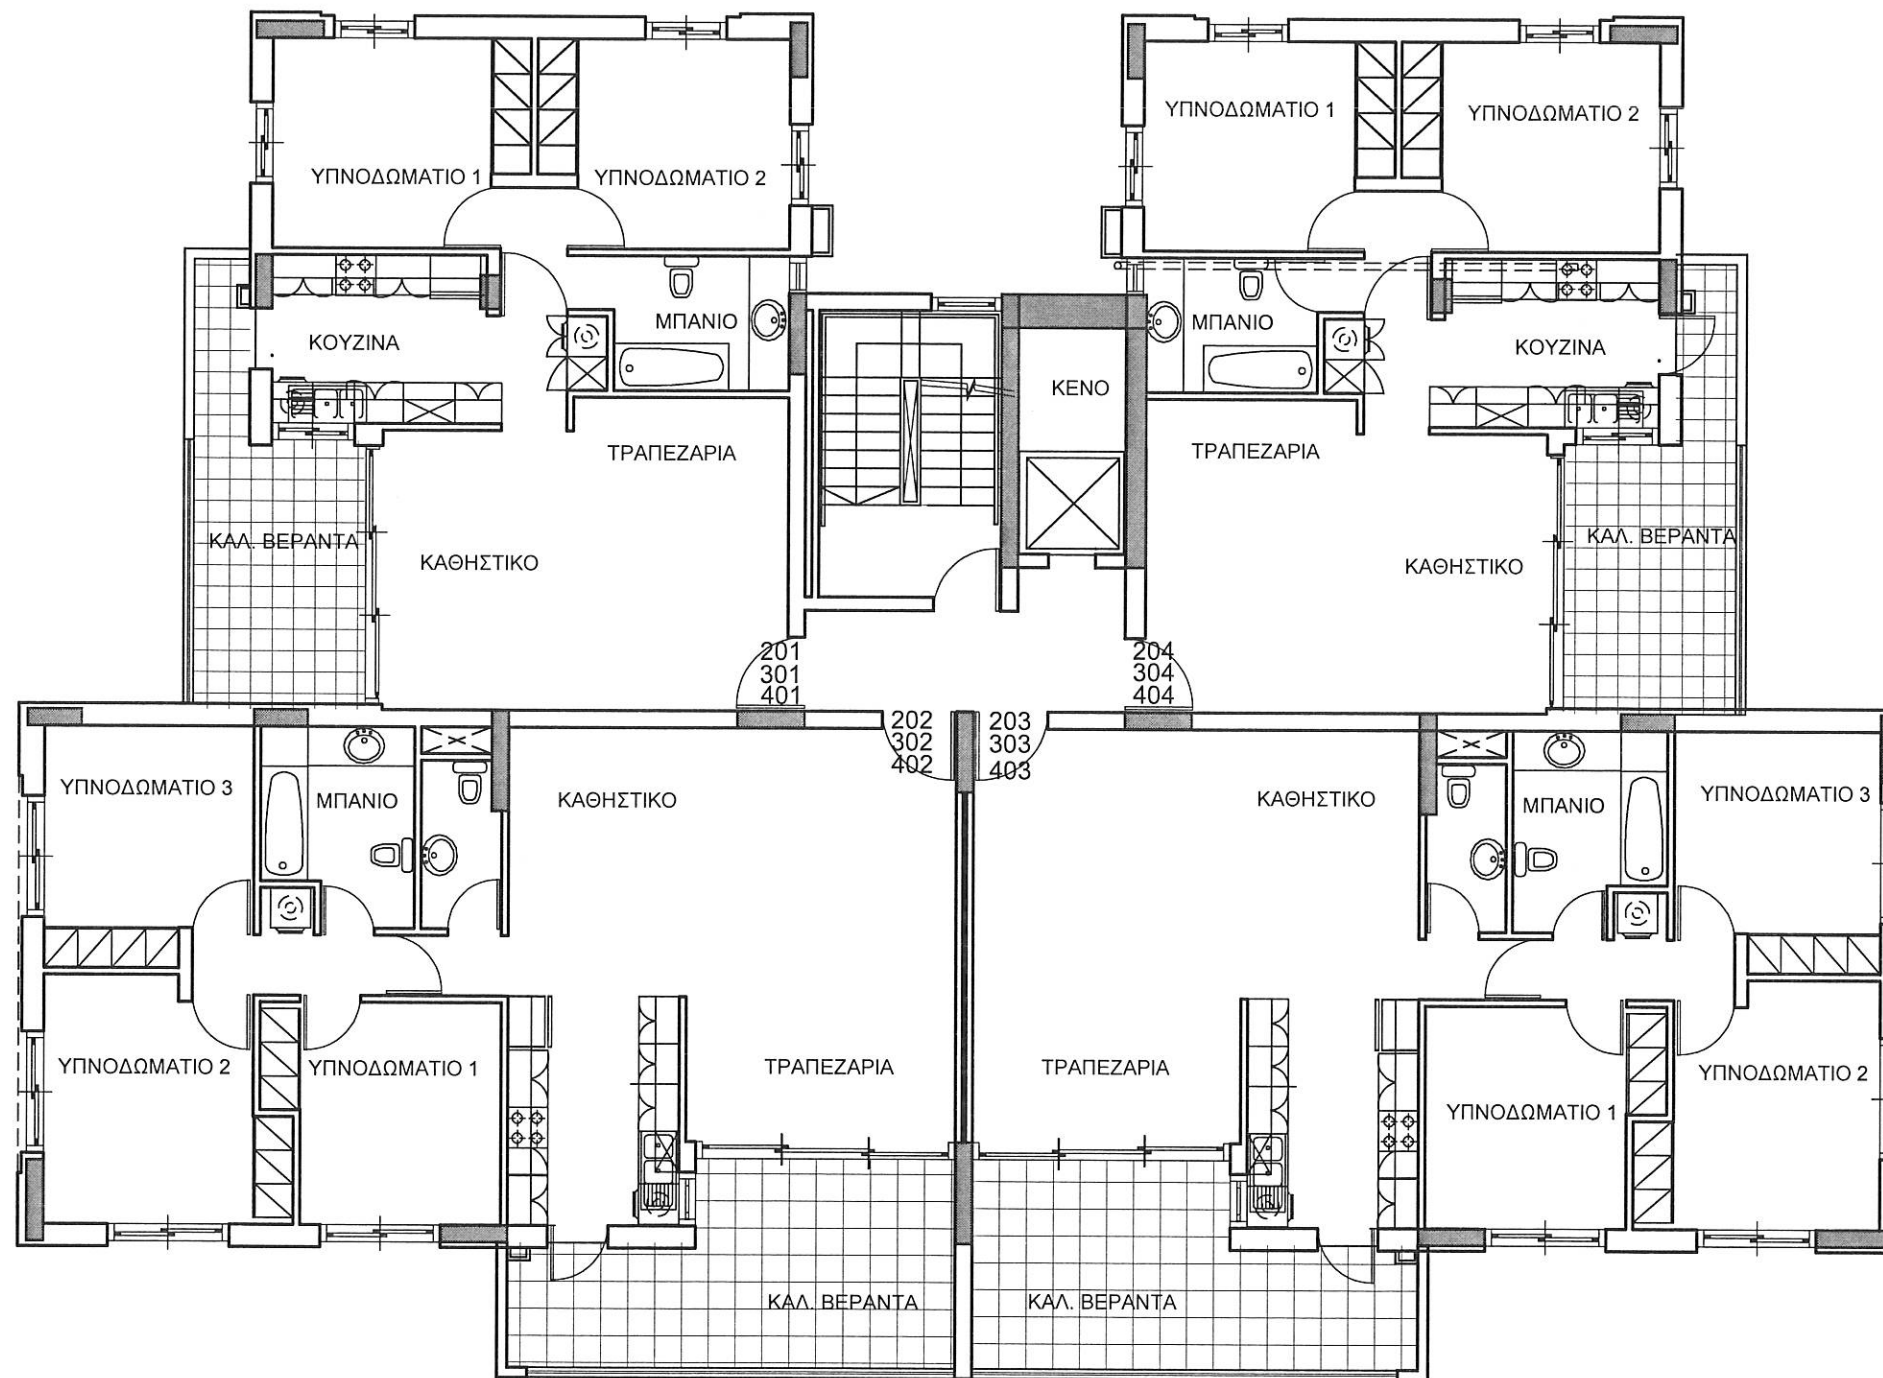 ΥΠΝΟΔΩΜΑΤΙΟ 1
ΥΠΝΟΔΩΜΑΤΙΟ 2
ΥΠΝΟΔΩΜΑΤΙΟ 1
ΥΠΝΟΔΩΜΑΤΙΟ 2
ΚΟΥΖΙΝΑ
ΜΠΑΝΙΟ
ΚΕΝΟ
ΜΠΑΝΙΟ
ΚΟΥΖΙΝΑ
ΤΡΑΠΕΖΑΡΙΑ
ΤΡΑΠΕΖΑΡΙΑ
ΚΑΛ. ΒΕΡΑΝΤΑ
ΚΑΘΗΣΤΙΚΟ
ΚΑΘΗΣΤΙΚΟ
ΚΑΛ. ΒΕΡΑΝΤΑ
201
301
401
204
304
404
202
302
402
203
303
403
ΥΠΝΟΔΩΜΑΤΙΟ 3
ΜΠΑΝΙΟ
ΚΑΘΗΣΤΙΚΟ
ΚΑΘΗΣΤΙΚΟ
ΜΠΑΝΙΟ
ΥΠΝΟΔΩΜΑΤΙΟ 3
ΥΠΝΟΔΩΜΑΤΙΟ 2
ΥΠΝΟΔΩΜΑΤΙΟ 1
ΤΡΑΠΕΖΑΡΙΑ
ΤΡΑΠΕΖΑΡΙΑ
ΥΠΝΟΔΩΜΑΤΙΟ 1
ΥΠΝΟΔΩΜΑΤΙΟ 2
ΚΑΛ. ΒΕΡΑΝΤΑ
ΚΑΛ. ΒΕΡΑΝΤΑ